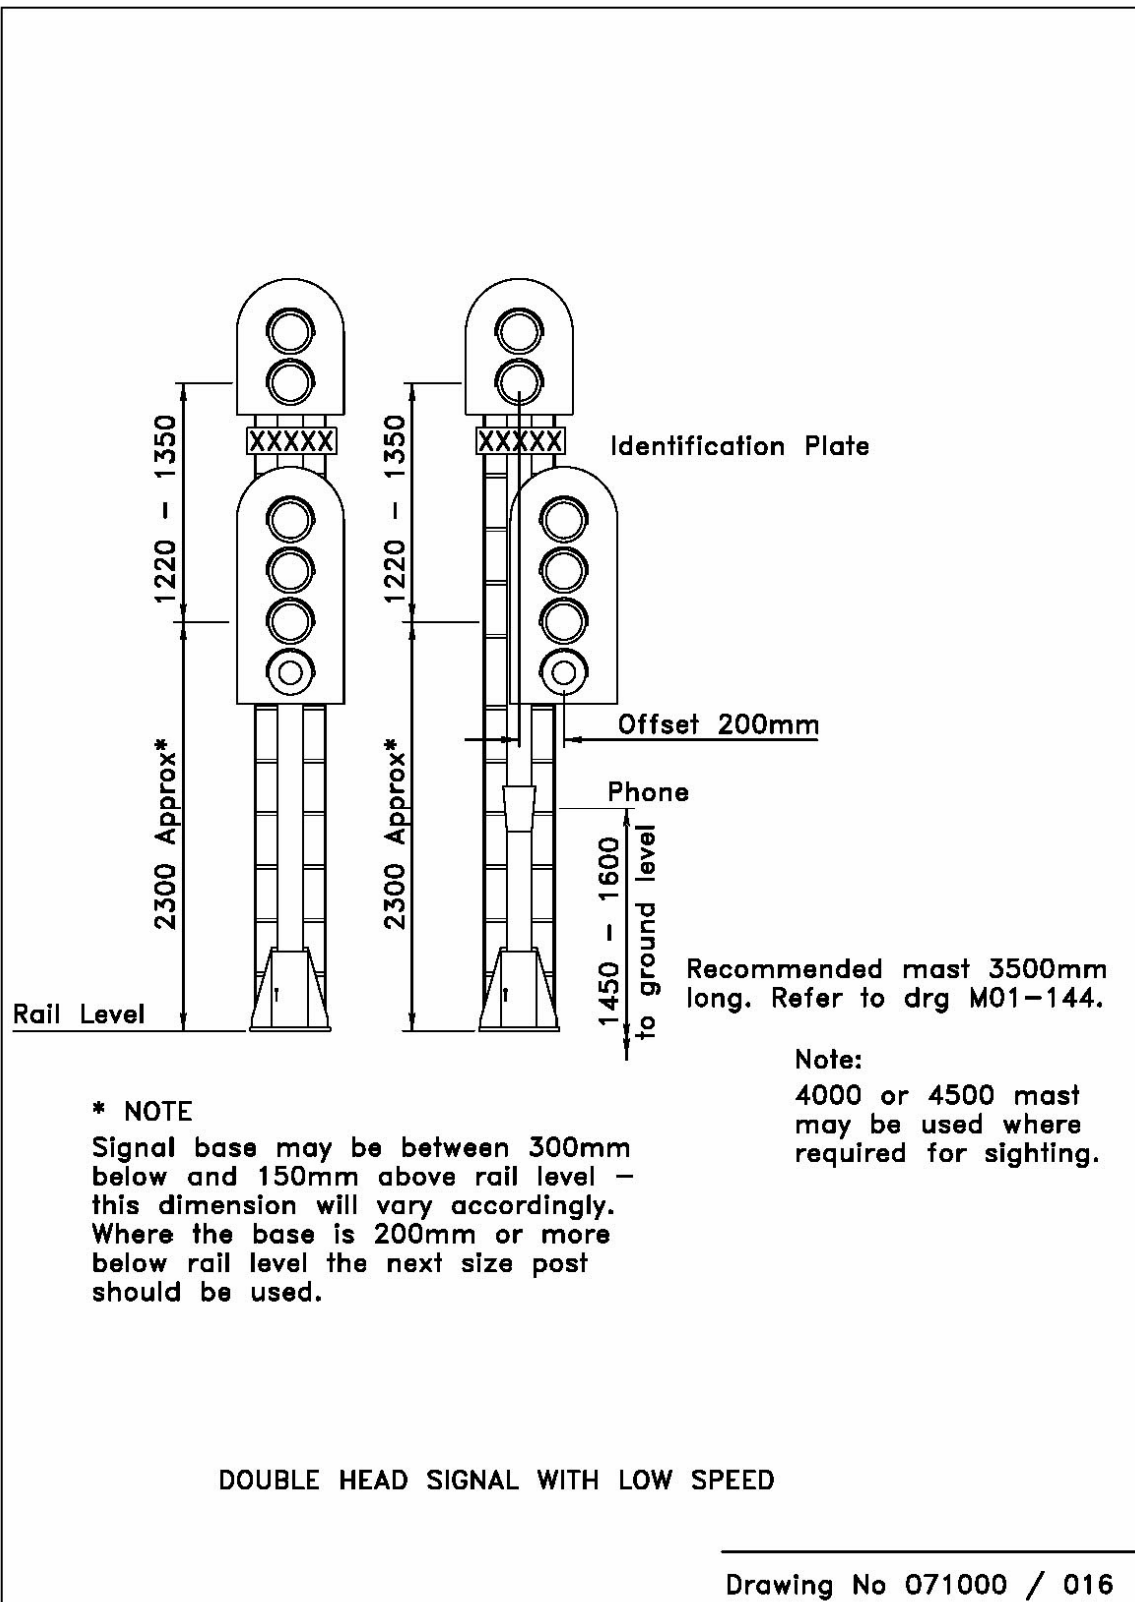 XXXXX
XXXXX
Identification Plate
1220 – 1350
1220 – 1350
Offset 200mm
Phone
2300 Approx*
2300 Approx*
1450 – 1600
to ground level
Recommended mast 3500mm
long. Refer to drg M01–144.
Rail Level
Note:
4000 or 4500 mast
may be used where
required for sighting.
* NOTE
Signal base may be between 300mm
below and 150mm above rail level –
this dimension will vary accordingly.
Where the base is 200mm or more
below rail level the next size post
should be used.
DOUBLE HEAD SIGNAL WITH LOW SPEED
Drawing No 071000 / 016